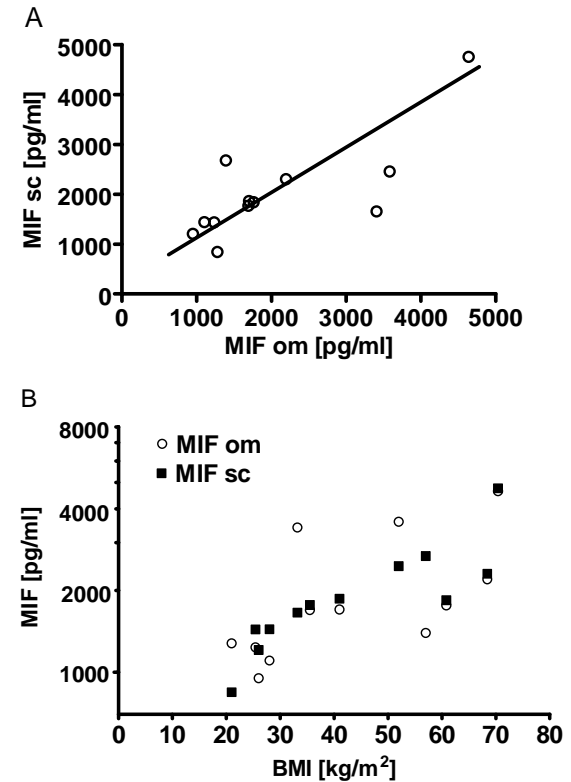 A
5000
4000
3000
2000
1000
0
MIF sc [pg/ml]
0 1000 2000 3000 4000 5000
MIF om [pg/ml]
B
8000
4000
2000
1000
MIF [pg/ml]
MIF om
MIF sc
0 10 20 30 40 50 60 70 80
BMI [kg/m²]